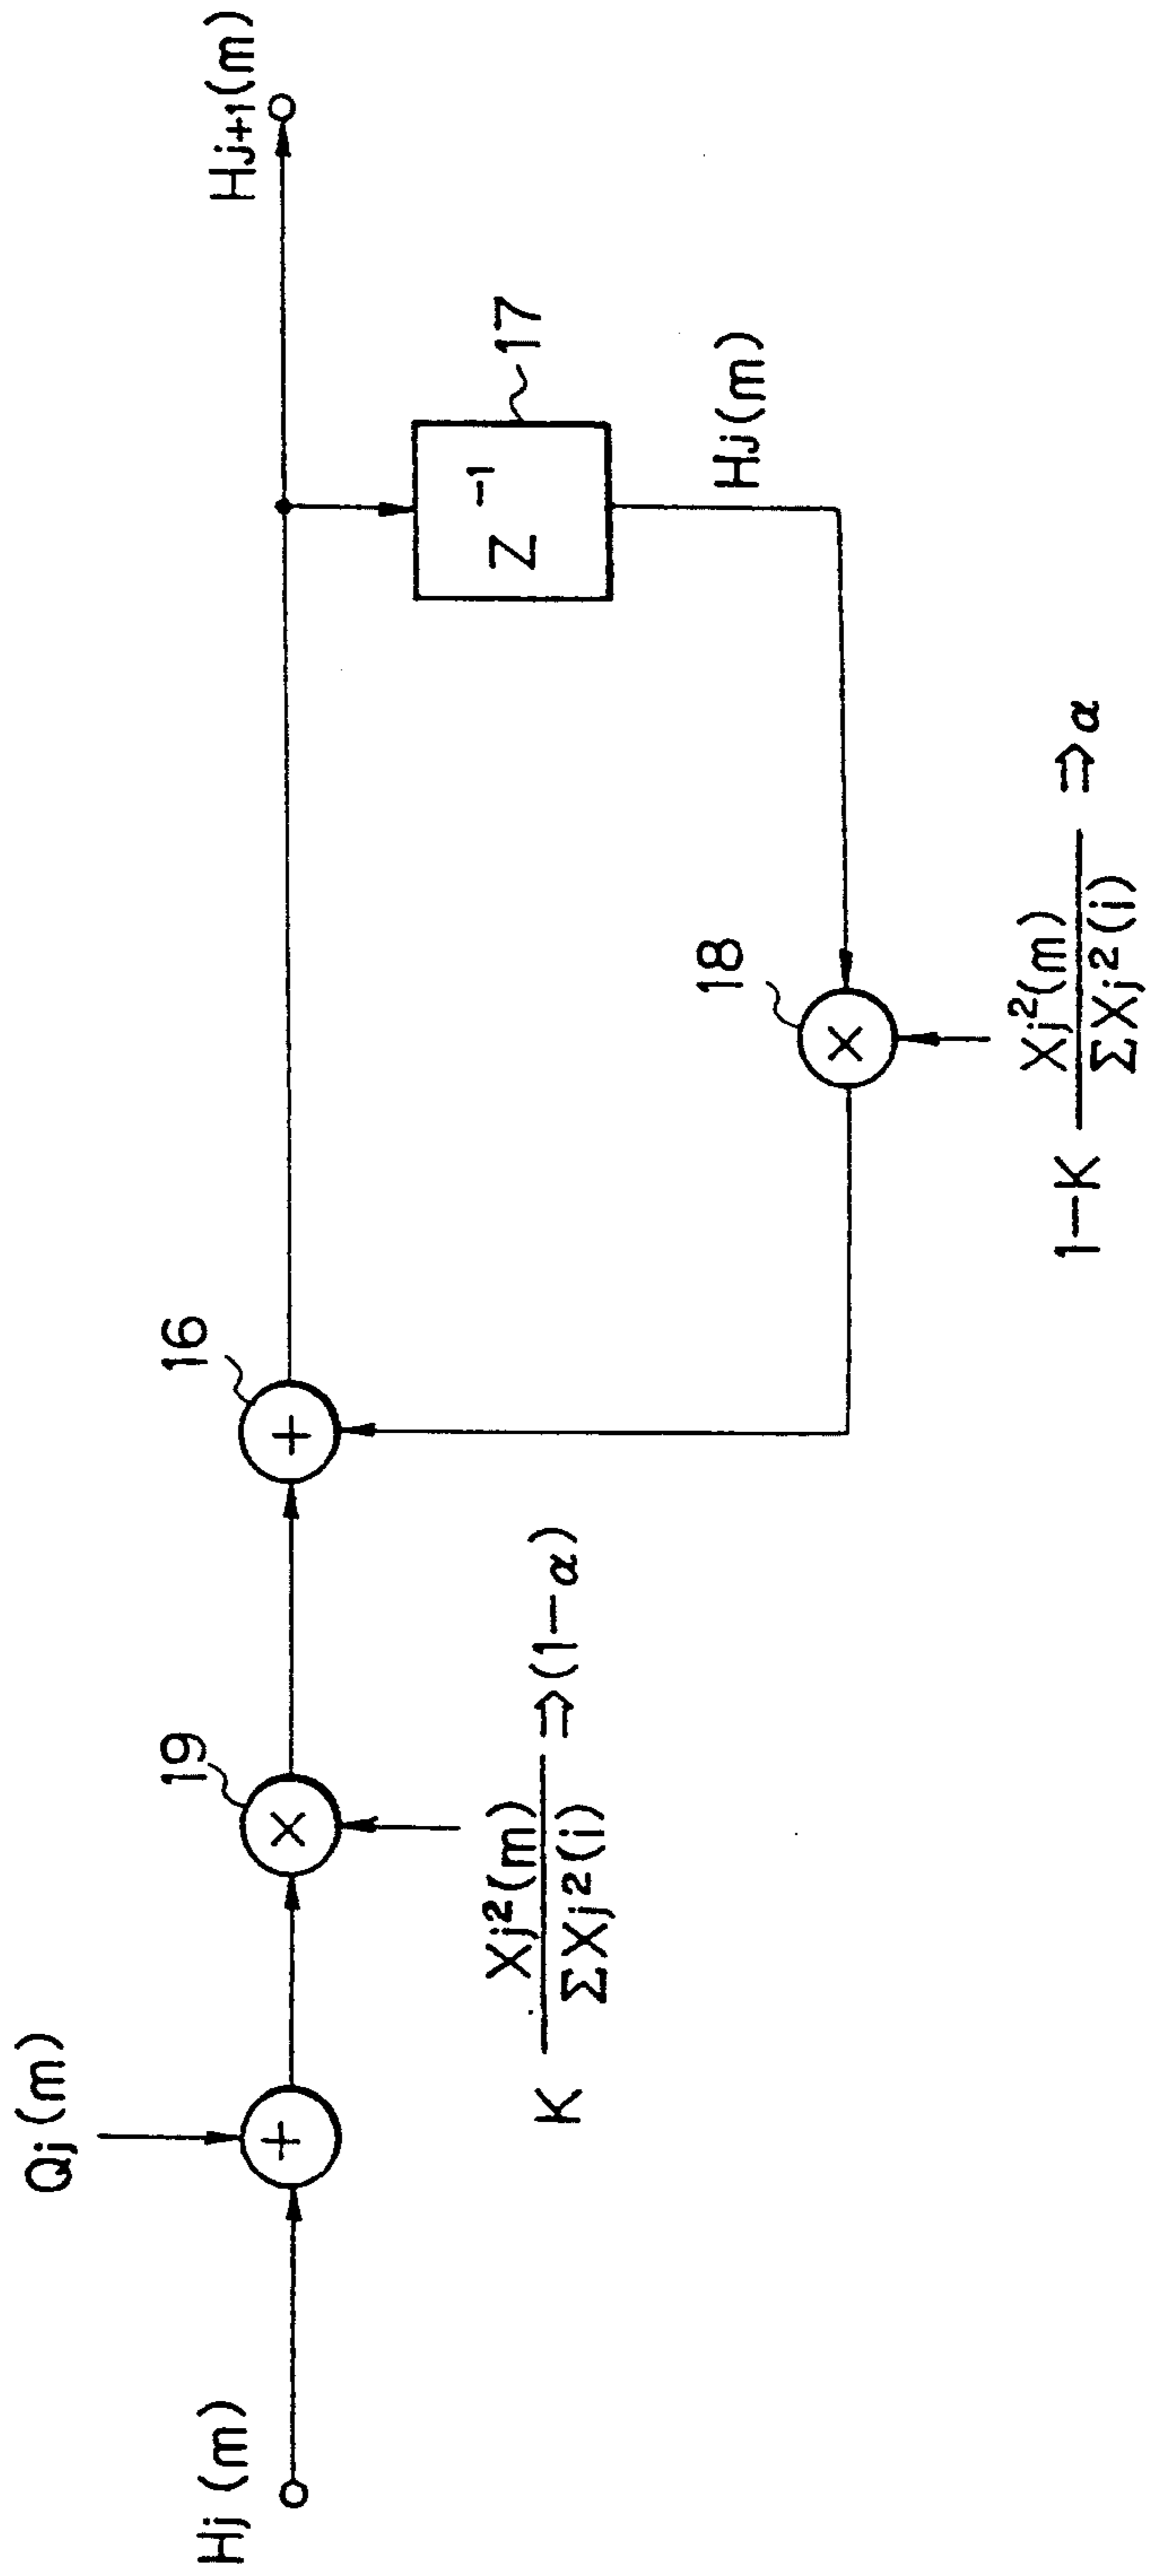 Qj(m)
Hj(m)
+
19
×
K Xj²(m)/ΣXj²(i) ⇒(1-α)
16
+
Hj+1(m)
Z⁻¹
17
Hj(m)
18
×
1-K Xj²(m)/ΣXj²(i) ⇒α